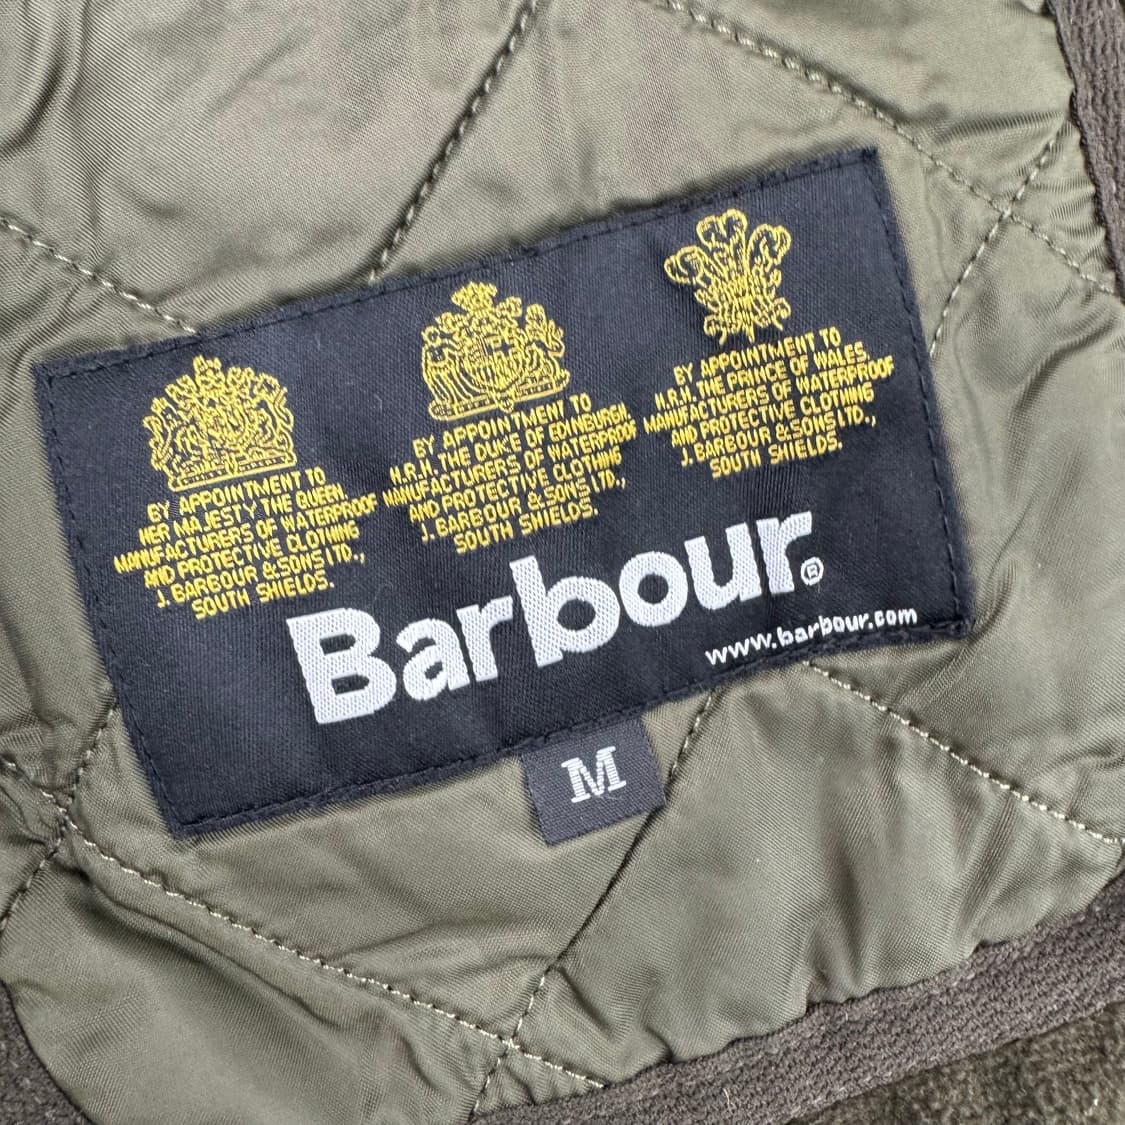 BY APPOINTMENT TO
HER MAJESTY THE QUEEN.
MANUFACTURERS OF WATERPROOF
AND PROTECTIVE CLOTHING
J. BARBOUR & SONS LTD.,
SOUTH SHIELDS.
BY APPOINTMENT TO
H.R.H. THE DUKE OF EDINBURGH.
MANUFACTURERS OF WATERPROOF
AND PROTECTIVE CLOTHING
J. BARBOUR & SONS LTD.,
SOUTH SHIELDS.
BY APPOINTMENT TO
H.R.H. THE PRINCE OF WALES.
MANUFACTURERS OF WATERPROOF
AND PROTECTIVE CLOTHING
J. BARBOUR & SONS LTD.,
SOUTH SHIELDS.
Barbour®
www.barbour.com
M